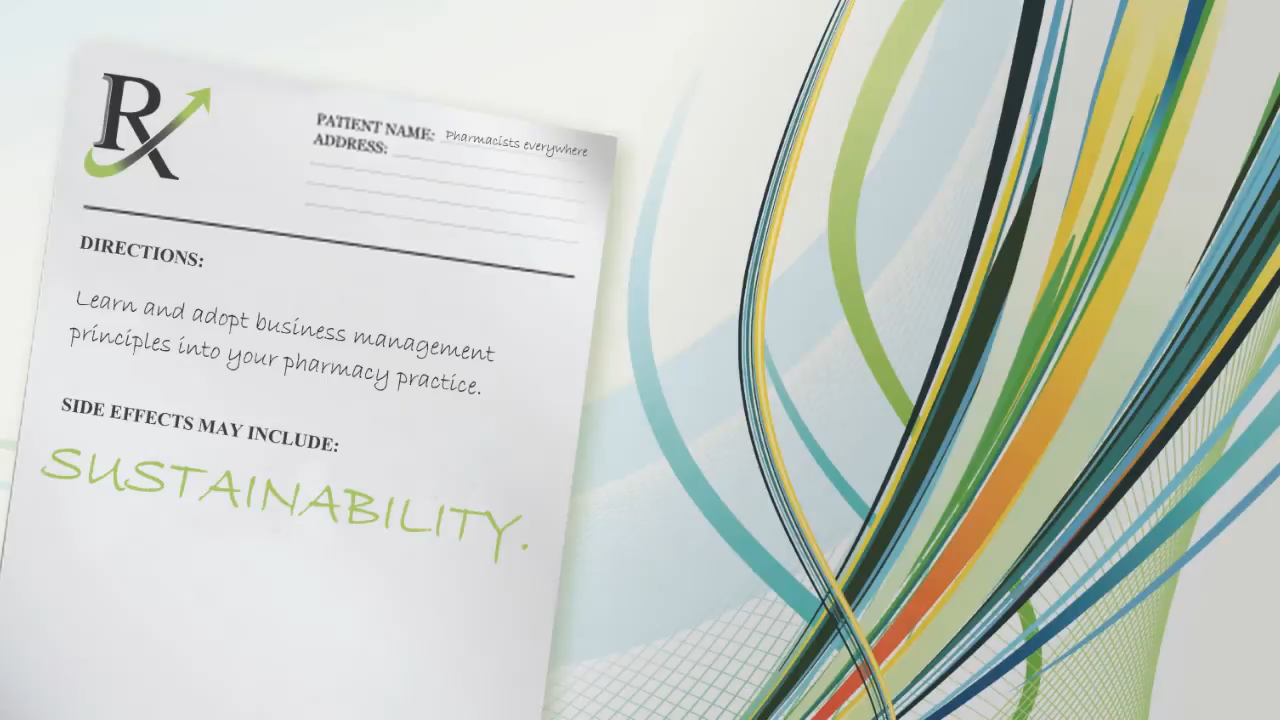 Rx
PATIENT NAME: Pharmacists everywhere
ADDRESS:
DIRECTIONS:
Learn and adopt business management
principles into your pharmacy practice.
SIDE EFFECTS MAY INCLUDE:
SUSTAINABILITY.